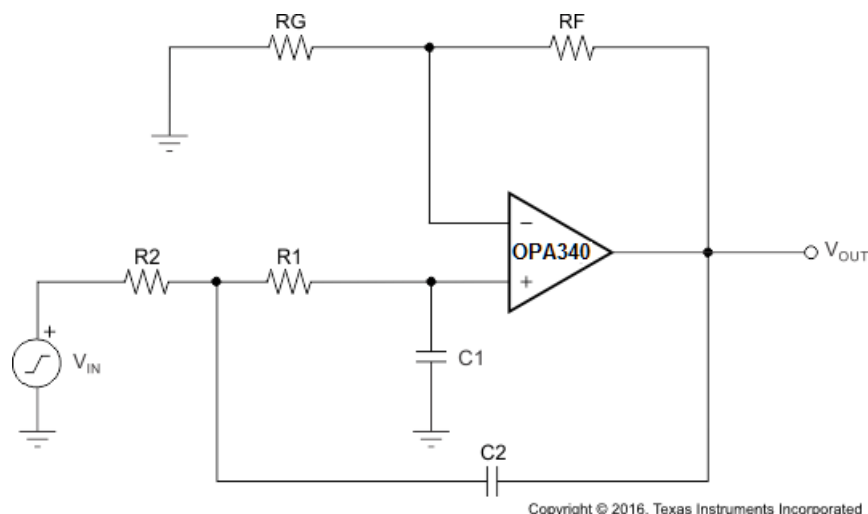 RG
RF
−
OPA340
+
VOUT
R2
R1
+
VIN
C1
C2
Copyright © 2016, Texas Instruments Incorporated